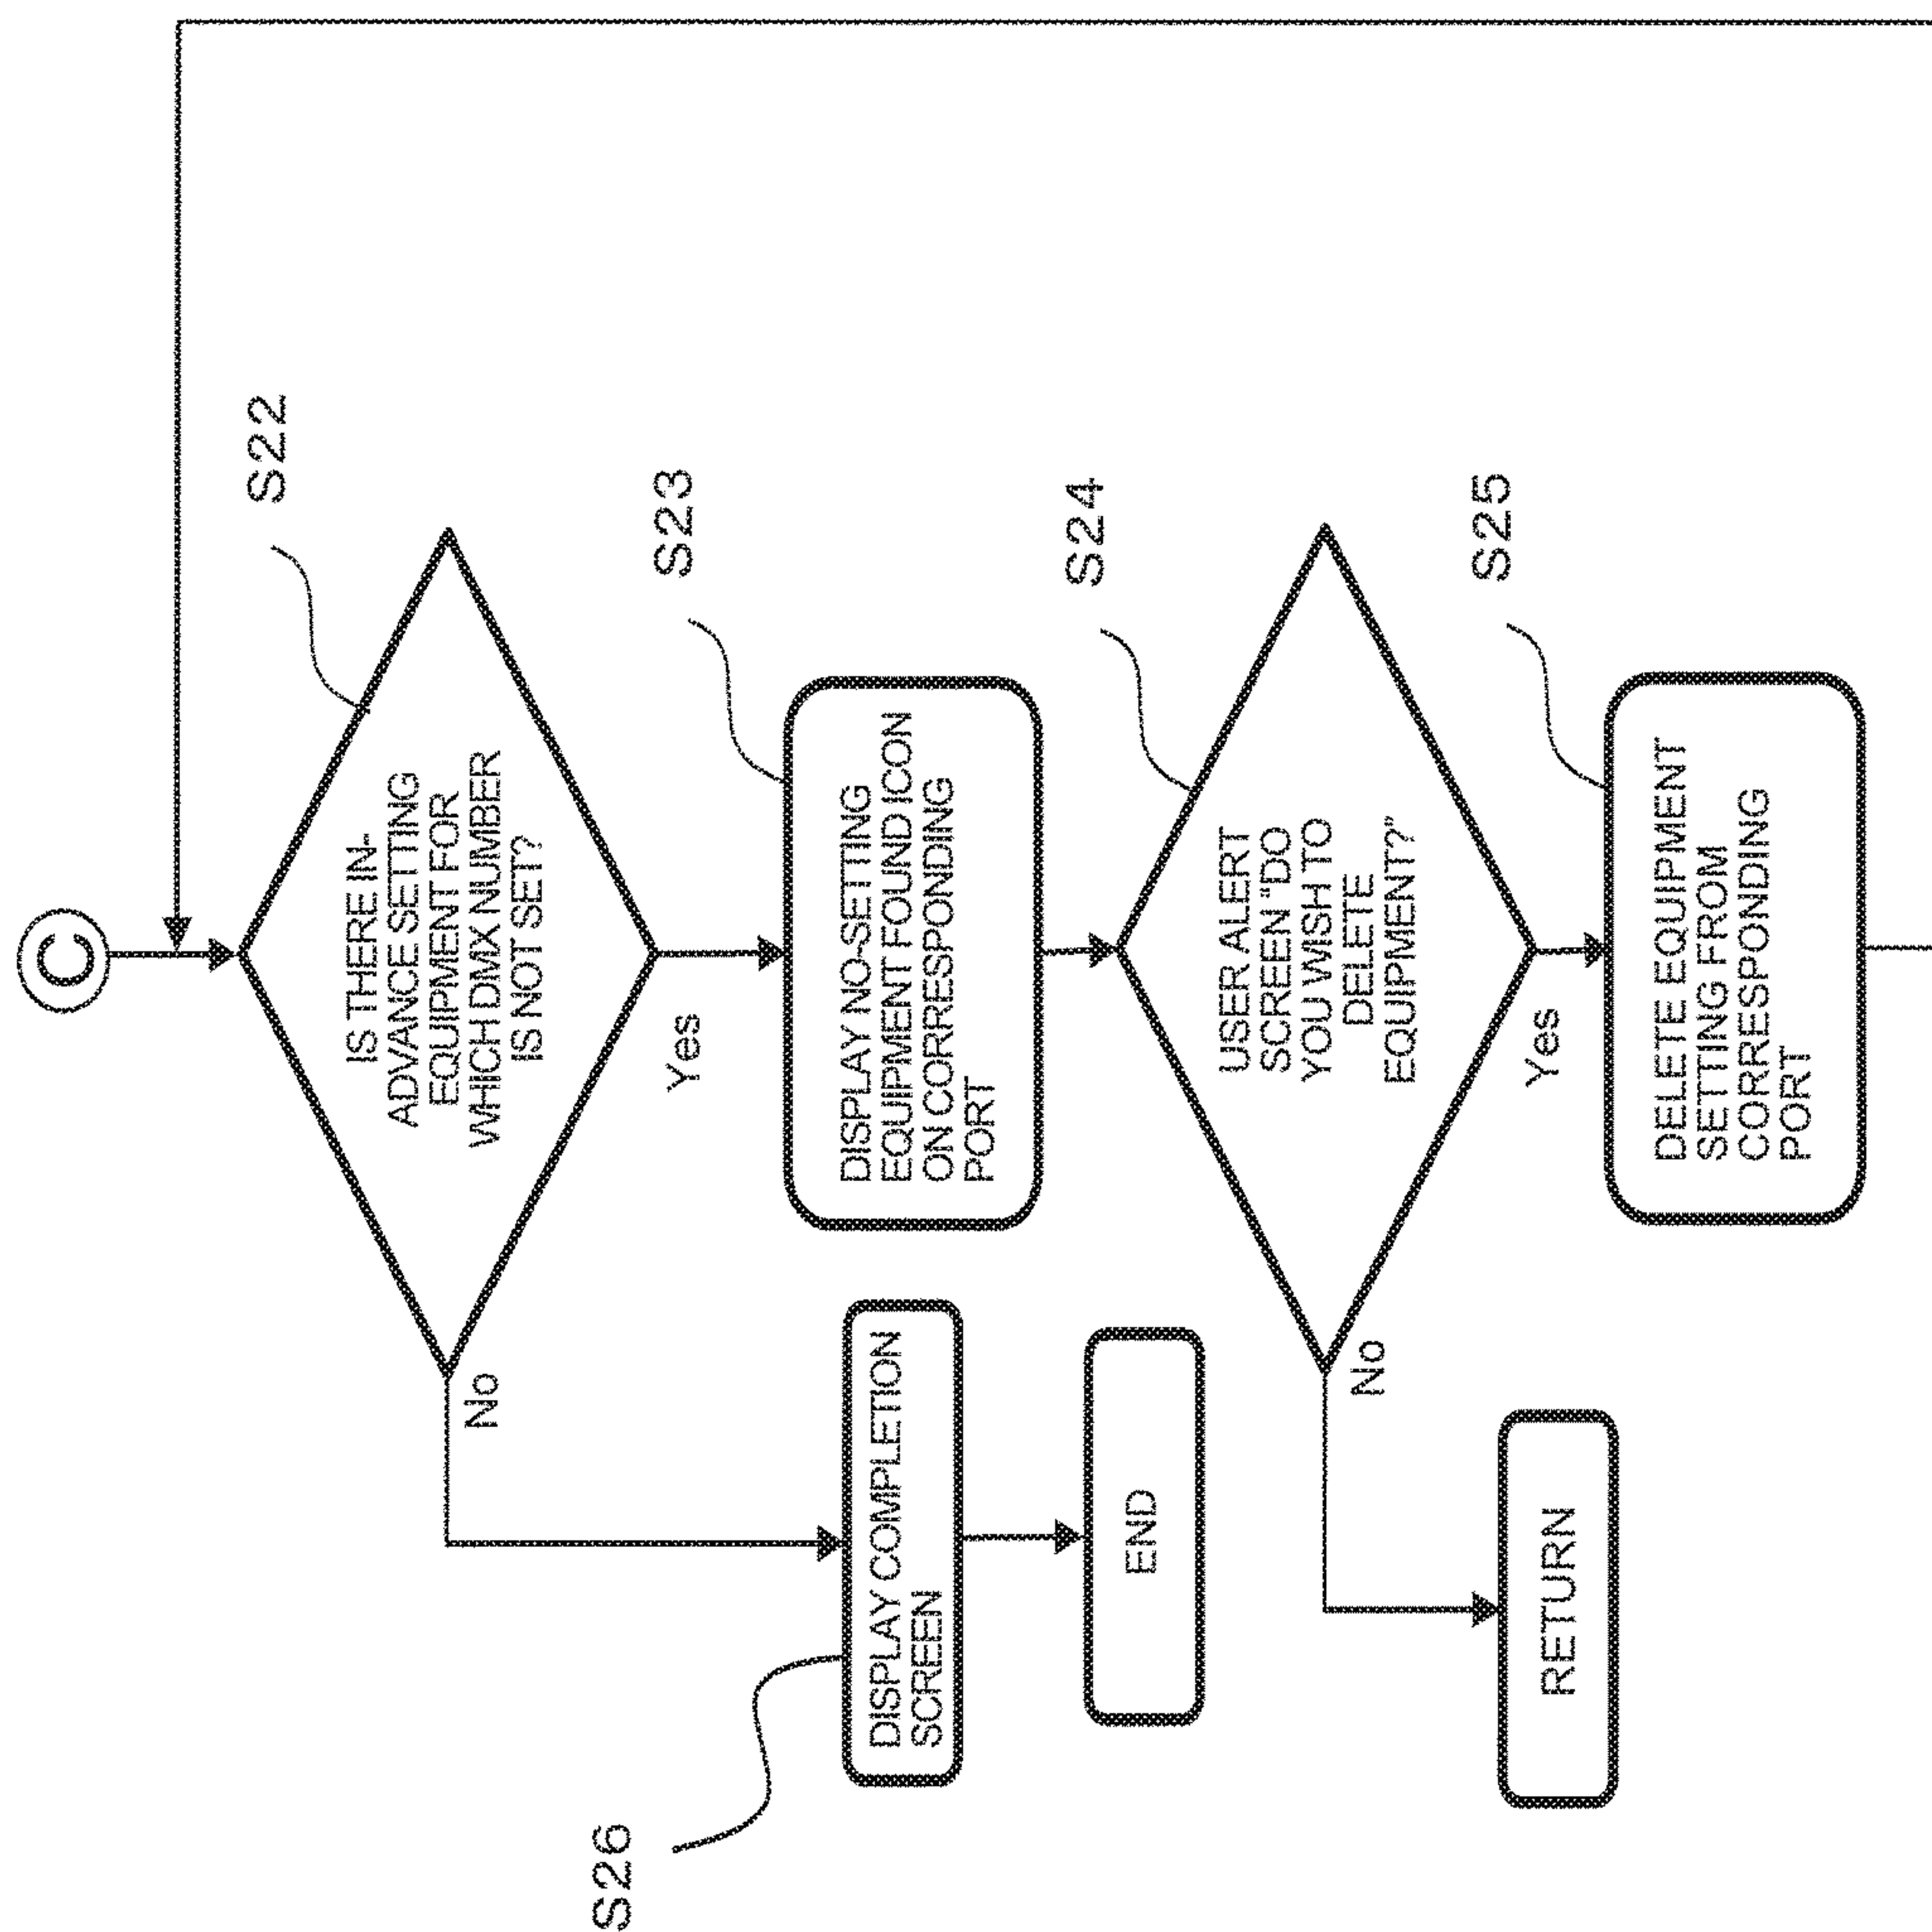 C
S22
IS THERE IN-
ADVANCE SETTING
EQUIPMENT FOR
WHICH DMX NUMBER
IS NOT SET?
No
Yes
S23
DISPLAY NO-SETTING
EQUIPMENT FOUND ICON
ON CORRESPONDING
PORT
S26
DISPLAY COMPLETION
SCREEN
END
S24
USER ALERT
SCREEN "DO
YOU WISH TO
DELETE
EQUIPMENT?"
No
Yes
S25
DELETE EQUIPMENT
SETTING FROM
CORRESPONDING
PORT
RETURN